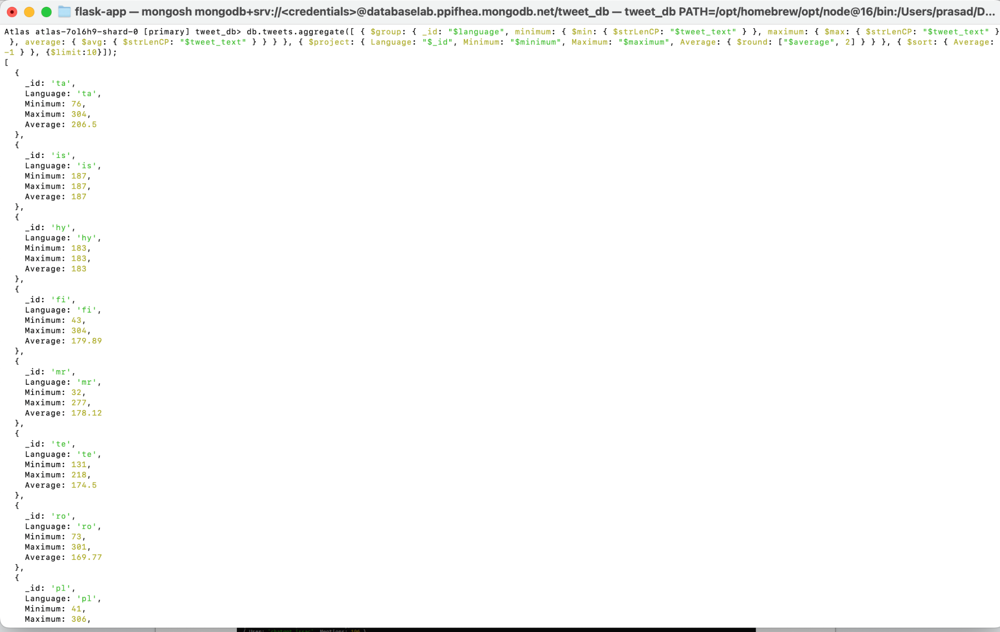 flask-app — mongosh mongodb+srv://<credentials>@databaselab.ppifhea.mongodb.net/tweet_db — tweet_db PATH=/opt/homebrew/opt/node@16/bin:/Users/prasad/D...
Atlas atlas-7ol6h9-shard-0 [primary] tweet_db> db.tweets.aggregate([ { $group: { _id: "$language", minimum: { $min: { $strLenCP: "$tweet_text" } }, maximum: { $max: { $strLenCP: "$tweet_text" }
 }, average: { $avg: { $strLenCP: "$tweet_text" } } } }, { $project: { Language: "$_id", Minimum: "$minimum", Maximum: "$maximum", Average: { $round: ["$average", 2] } } }, { $sort: { Average:
-1 } }, {$limit:10}]);
[
  {
    _id: 'ta',
    Language: 'ta',
    Minimum: 76,
    Maximum: 304,
    Average: 206.5
  },
  {
    _id: 'is',
    Language: 'is',
    Minimum: 187,
    Maximum: 187,
    Average: 187
  },
  {
    _id: 'hy',
    Language: 'hy',
    Minimum: 183,
    Maximum: 183,
    Average: 183
  },
  {
    _id: 'fi',
    Language: 'fi',
    Minimum: 43,
    Maximum: 304,
    Average: 179.89
  },
  {
    _id: 'mr',
    Language: 'mr',
    Minimum: 32,
    Maximum: 277,
    Average: 178.12
  },
  {
    _id: 'te',
    Language: 'te',
    Minimum: 131,
    Maximum: 218,
    Average: 174.5
  },
  {
    _id: 'ro',
    Language: 'ro',
    Minimum: 73,
    Maximum: 301,
    Average: 169.77
  },
  {
    _id: 'pl',
    Language: 'pl',
    Minimum: 41,
    Maximum: 306,